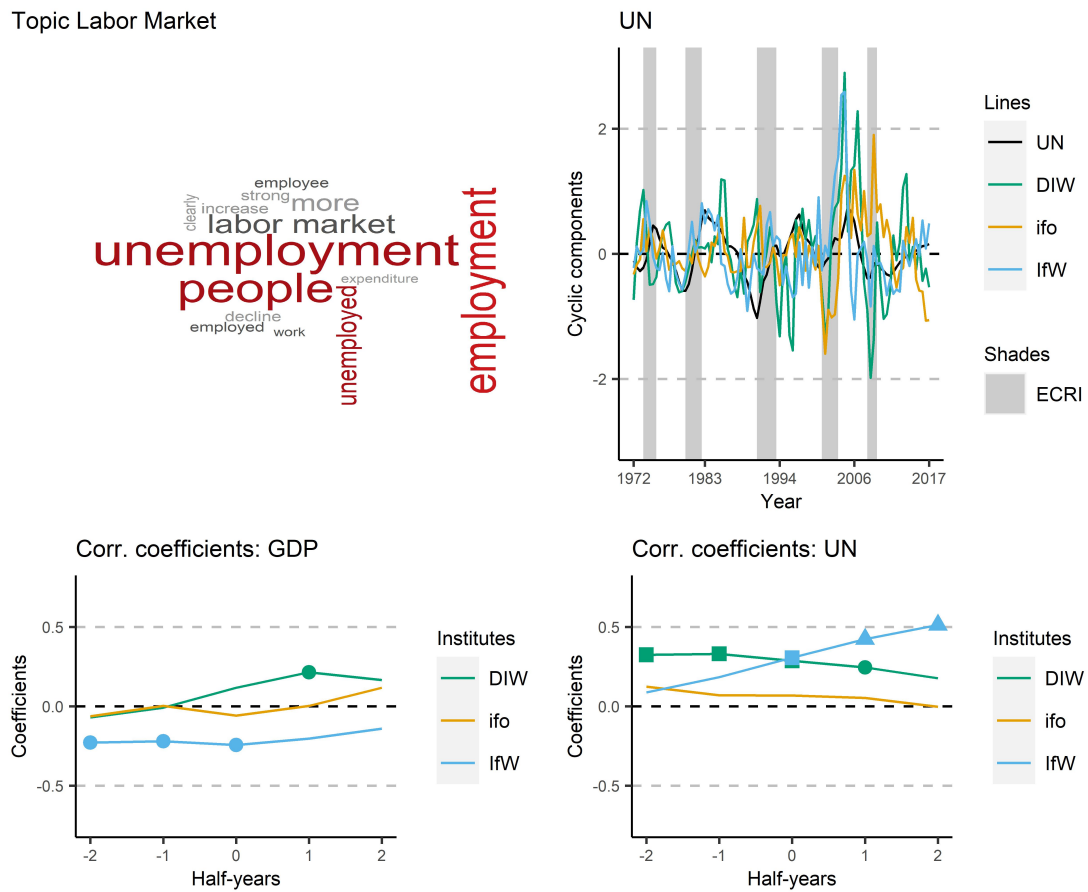 Topic Labor Market
employee
strong
more
clearly
increase
labor market
unemployment
people
expenditure
decline
employed
work
unemployed
employment
UN
Cyclic components
2
0
-2
1972 1983 1994 2006 2017
Year
Lines
UN
DIW
ifo
IfW
Shades
ECRI
Corr. coefficients: GDP
Coefficients
0.5
0.0
-0.5
-2 -1 0 1 2
Half-years
Institutes
DIW
ifo
IfW
Corr. coefficients: UN
Coefficients
0.5
0.0
-0.5
-2 -1 0 1 2
Half-years
Institutes
DIW
ifo
IfW